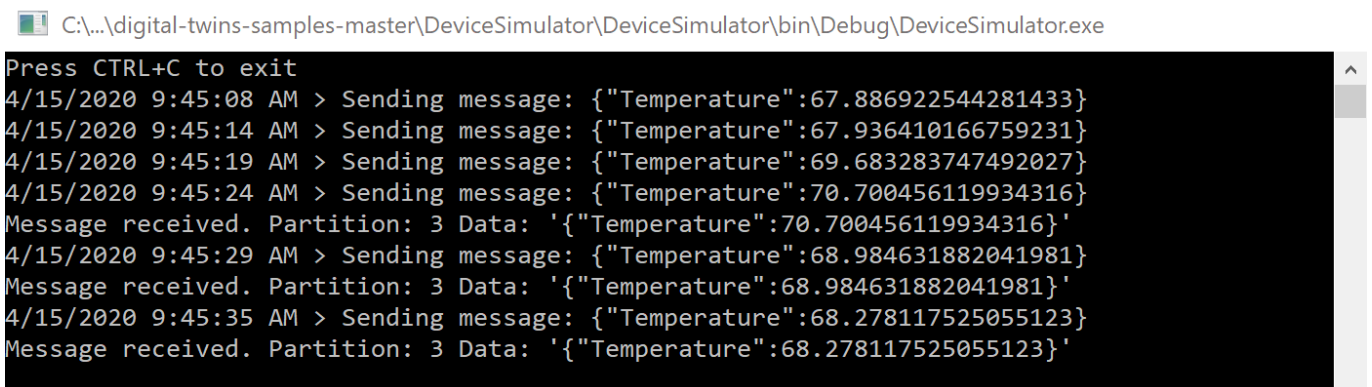 C:\...\digital-twins-samples-master\DeviceSimulator\DeviceSimulator\bin\Debug\DeviceSimulator.exe
Press CTRL+C to exit
4/15/2020 9:45:08 AM > Sending message: {"Temperature":67.886922544281433}
4/15/2020 9:45:14 AM > Sending message: {"Temperature":67.936410166759231}
4/15/2020 9:45:19 AM > Sending message: {"Temperature":69.683283747492027}
4/15/2020 9:45:24 AM > Sending message: {"Temperature":70.700456119934316}
Message received. Partition: 3 Data: '{"Temperature":70.700456119934316}'
4/15/2020 9:45:29 AM > Sending message: {"Temperature":68.984631882041981}
Message received. Partition: 3 Data: '{"Temperature":68.984631882041981}'
4/15/2020 9:45:35 AM > Sending message: {"Temperature":68.278117525055123}
Message received. Partition: 3 Data: '{"Temperature":68.278117525055123}'